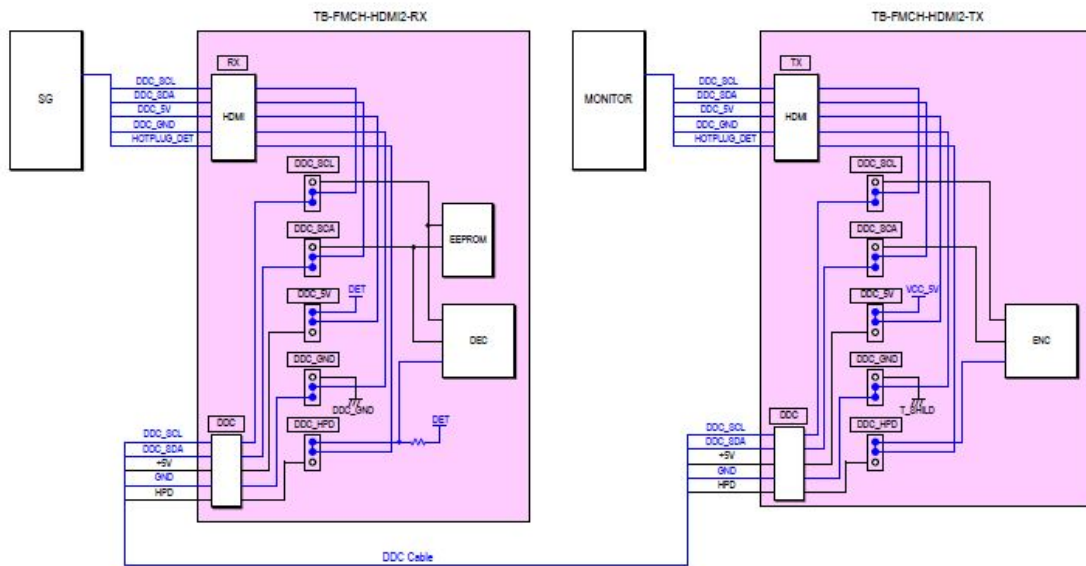 TB-FMCH-HDMI2-RX
SG
DDC_SCL
DDC_SDA
DDC_5V
DDC_GND
HOTPLUG_DET
RX
HDMI
DDC_SCL
DDC_SCA
EEPROM
DDC_5V
DET
DEC
DDC_GND
DDC_GND
DDC_HPD
DET
DDC
DDC_SCL
DDC_SDA
+5V
GND
HPD
DDC Cable
TB-FMCH-HDMI2-TX
MONITOR
DDC_SCL
DDC_SDA
DDC_5V
DDC_GND
HOTPLUG_DET
TX
HDMI
DDC_SCL
DDC_SCA
DDC_5V
VCC_5V
ENC
DDC_GND
T_SHILD
DDC_HPD
DDC
DDC_SCL
DDC_SDA
+5V
GND
HPD